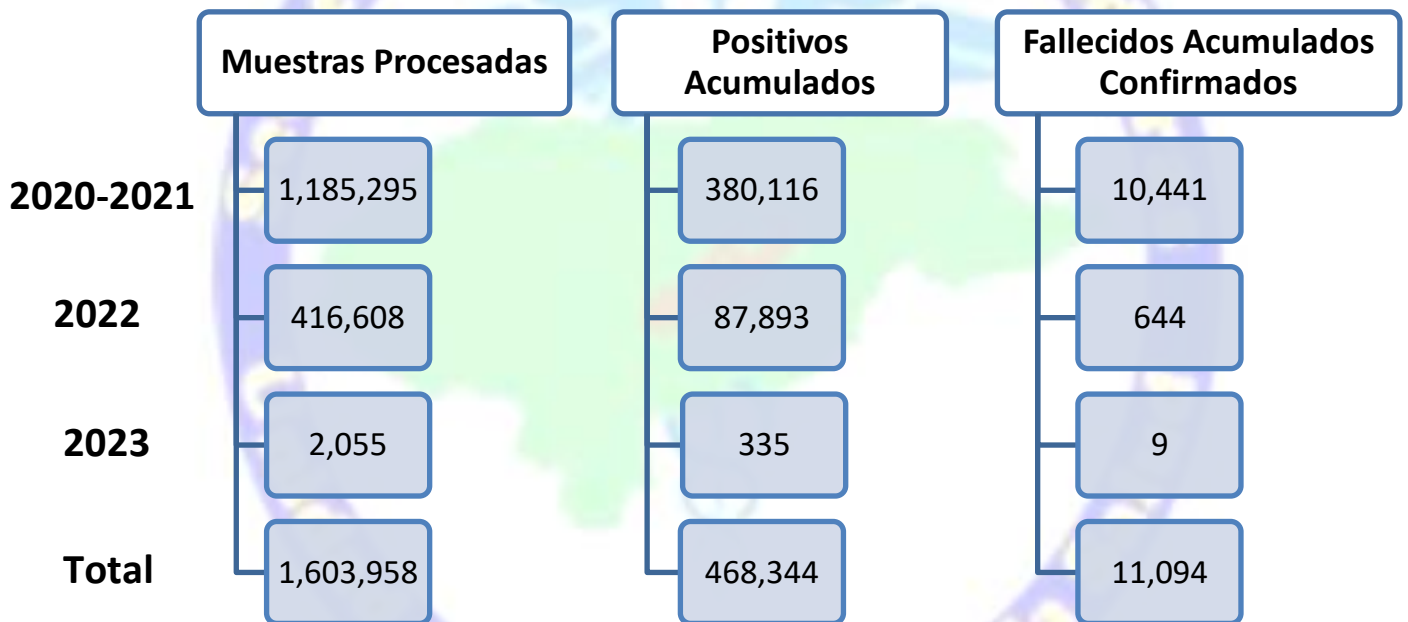 Muestras Procesadas
Positivos
Acumulados
Fallecidos Acumulados
Confirmados
2020-2021
1,185,295
380,116
10,441
2022
416,608
87,893
644
2023
2,055
335
9
Total
1,603,958
468,344
11,094